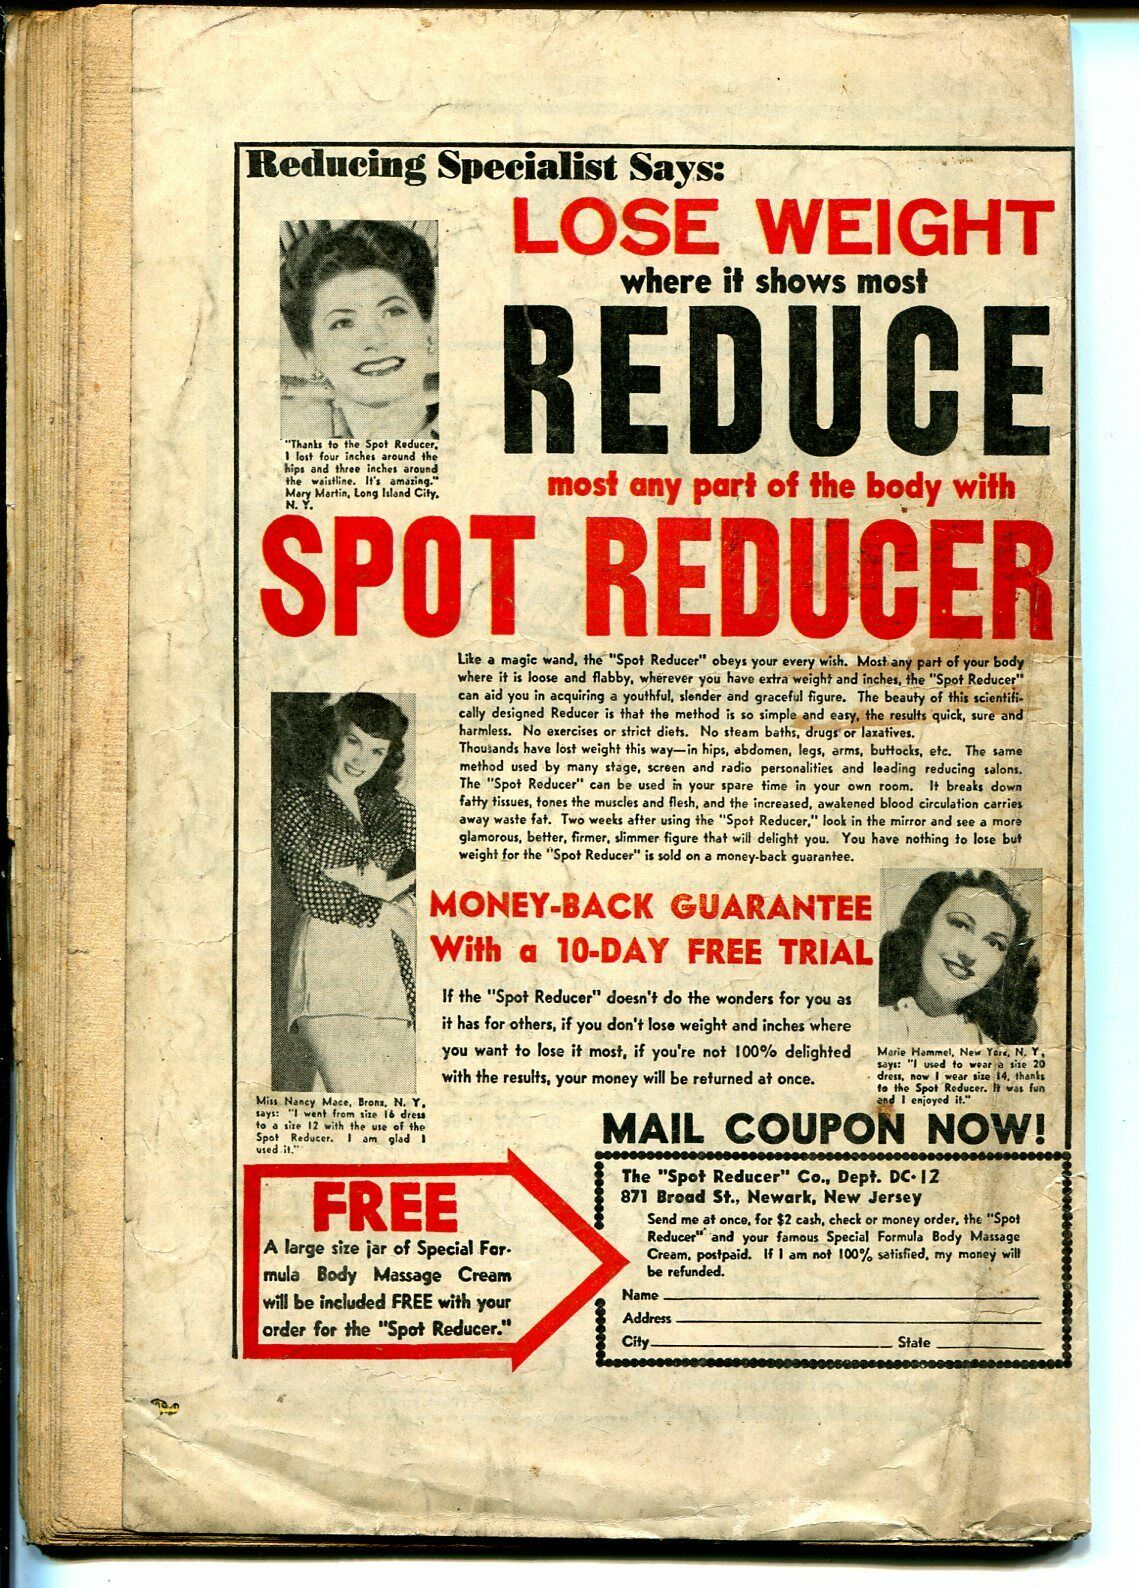 Reducing Specialist Says:
LOSE WEIGHT
where it shows most
REDUCE
most any part of the body with
SPOT REDUCER
"Thanks to the Spot Reducer,
I lost four inches around the
hips and three inches around
the waistline. It's amazing."
Mary Martin, Long Island City,
N. Y.
Like a magic wand, the "Spot Reducer" obeys your every wish. Most any part of your body
where it is loose and flabby, wherever you have extra weight and inches, the "Spot Reducer"
can aid you in acquiring a youthful, slender and graceful figure. The beauty of this scientifi-
cally designed Reducer is that the method is so simple and easy, the results quick, sure and
harmless. No exercises or strict diets. No steam baths, drugs or laxatives.
Thousands have lost weight this way—in hips, abdomen, legs, arms, buttocks, etc. The same
method used by many stage, screen and radio personalities and leading reducing salons.
The "Spot Reducer" can be used in your spare time in your own room. It breaks down
fatty tissues, tones the muscles and flesh, and the increased, awakened blood circulation carries
away waste fat. Two weeks after using the "Spot Reducer," look in the mirror and see a more
glamorous, better, firmer, slimmer figure that will delight you. You have nothing to lose but
weight for the "Spot Reducer" is sold on a money-back guarantee.
MONEY-BACK GUARANTEE
With a 10-DAY FREE TRIAL
If the "Spot Reducer" doesn't do the wonders for you as
it has for others, if you don't lose weight and inches where
you want to lose it most, if you're not 100% delighted
with the results, your money will be returned at once.
Marie Hammel, New York, N. Y.
says: "I used to wear a size 20
dress, now I wear size 14, thanks
to the Spot Reducer. It was fun
and I enjoyed it."
Miss Nancy Mace, Bronx, N. Y.
says: "I went from size 16 dress
to a size 12 with the use of the
Spot Reducer. I am glad I
used it."
MAIL COUPON NOW!
FREE
A large size jar of Special For-
mula Body Massage Cream
will be included FREE with your
order for the "Spot Reducer."
The "Spot Reducer" Co., Dept. DC-12
871 Broad St., Newark, New Jersey
Send me at once, for $2 cash, check or money order, the "Spot
Reducer" and your famous Special Formula Body Massage
Cream, postpaid. If I am not 100% satisfied, my money will
be refunded.
Name
Address
City State